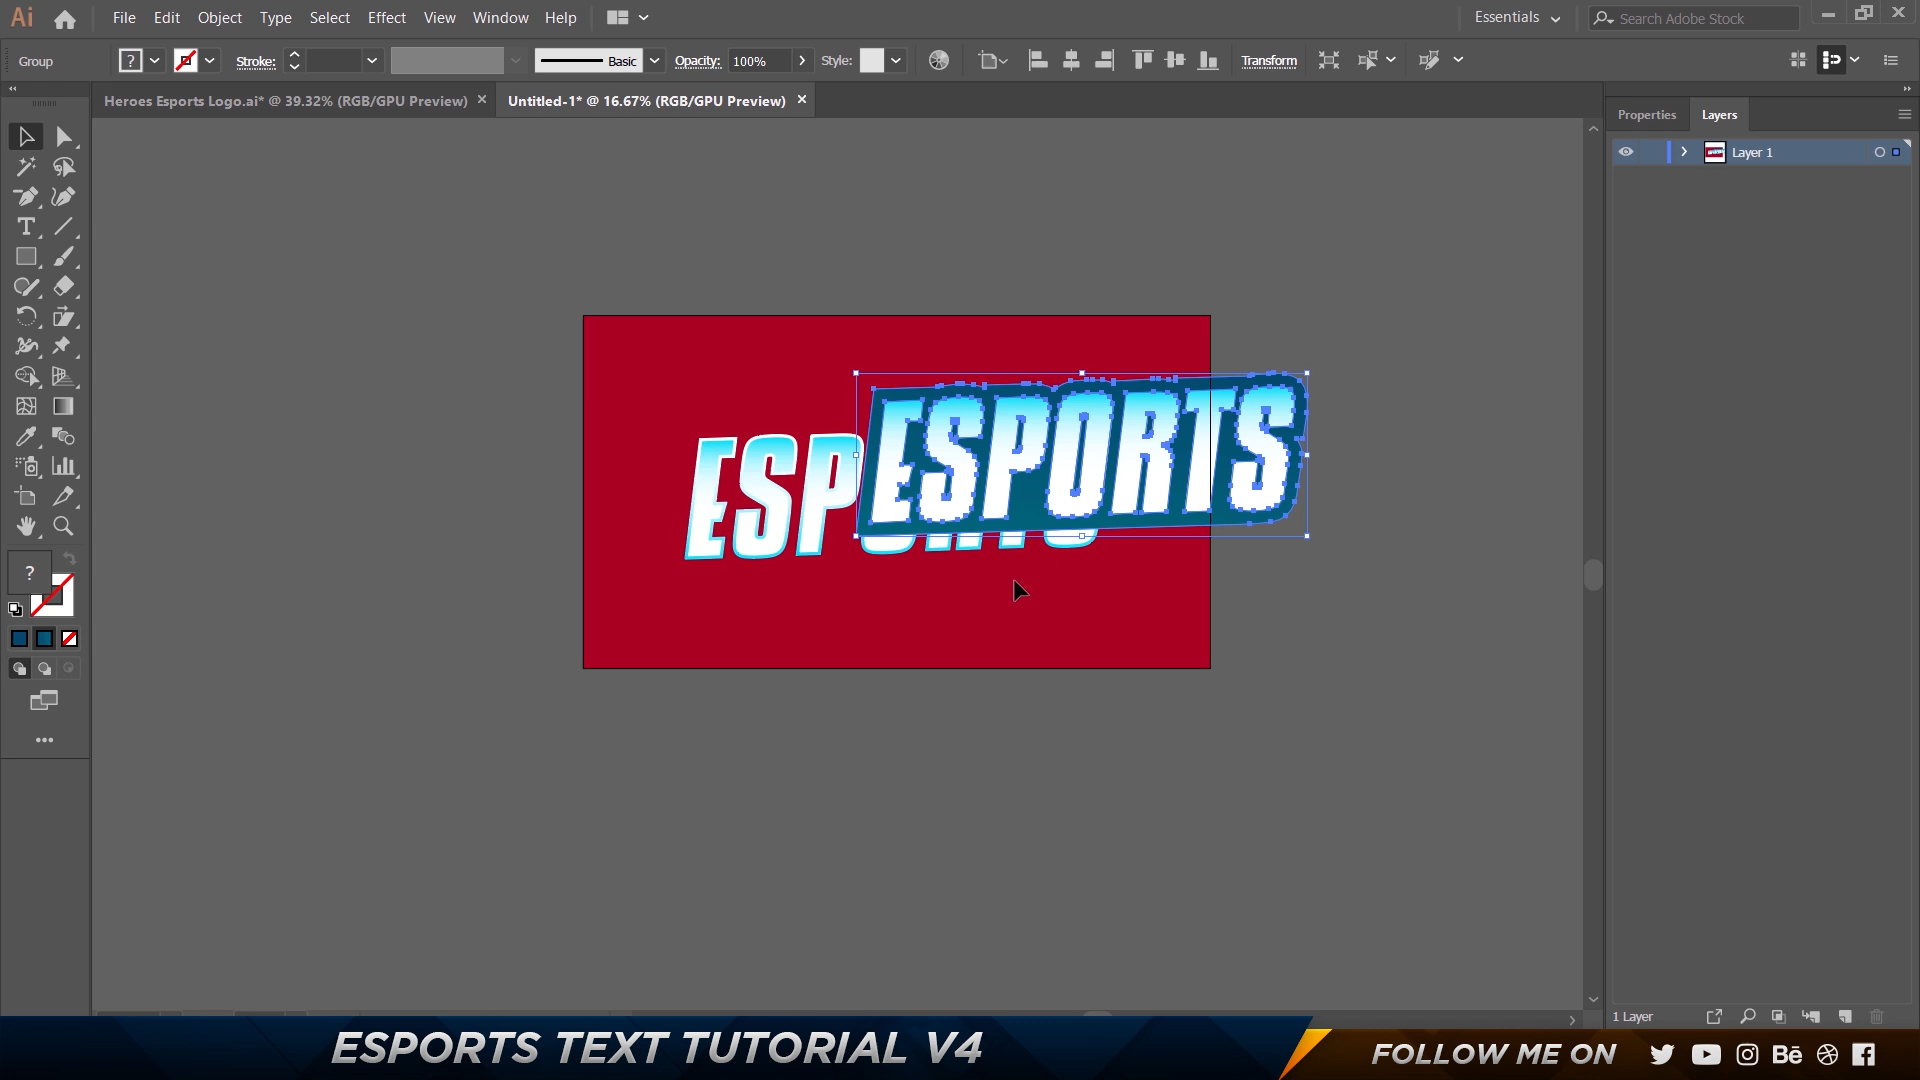 Ai File Edit Object Type Select Effect View Window Help Essentials Search Adobe Stock
Group ? Stroke: Basic Opacity: 100% Style: Transform
Heroes Esports Logo.ai* @ 39.32% (RGB/GPU Preview) Untitled-1* @ 16.67% (RGB/GPU Preview)
Properties Layers
Layer 1
ESPORTS
ESP
?
1 Layer
ESPORTS TEXT TUTORIAL V4
FOLLOW ME ON
Bē